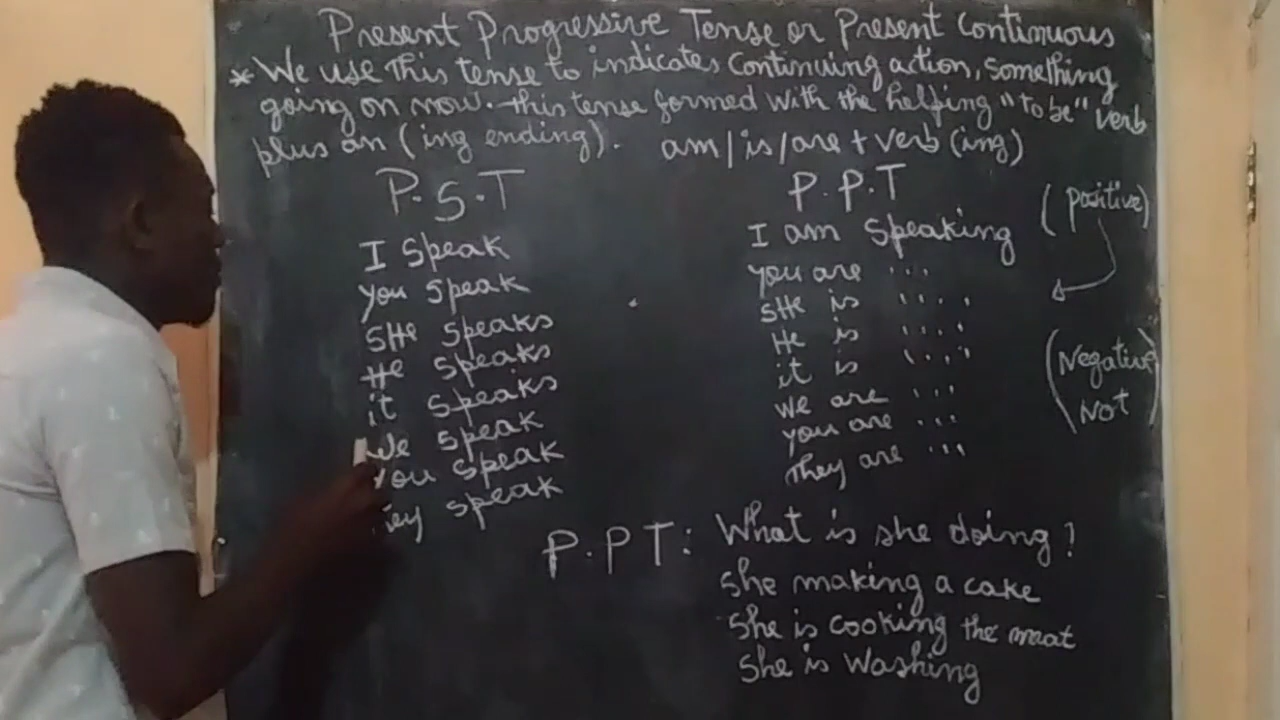 Present Progressive Tense or Present Continuous
* We use this tense to indicates continuing action, something
going on now. this tense formed with the helping "to be" verb
plus an (ing ending). am/is/are + verb (ing)
P.S.T
I speak
you speak
SHe speaks
He speaks
it speaks
We speak
You speak
ey speak
P.P.T
I am speaking
you are ...
SHe is ....
He is ....
it is ....
we are ...
you are ...
They are ...
(positive)
(Negative
Not)
P.P.T: What is she doing?
She making a cake
She is cooking the meat
She is washing